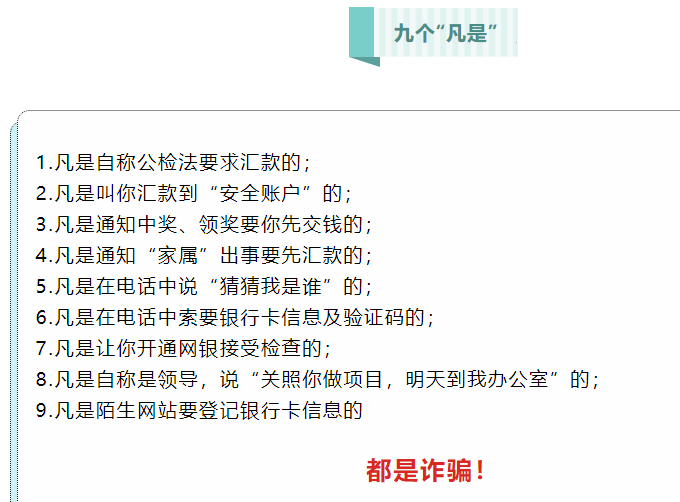 九个“凡是”
1.凡是自称公检法要求汇款的；
2.凡是叫你汇款到“安全账户”的；
3.凡是通知中奖、领奖要你先交钱的；
4.凡是通知“家属”出事要先汇款的；
5.凡是在电话中说“猜猜我是谁”的；
6.凡是在电话中索要银行卡信息及验证码的；
7.凡是让你开通网银接受检查的；
8.凡是自称是领导，说“关照你做项目，明天到我办公室”的；
9.凡是陌生网站要登记银行卡信息的
都是诈骗！